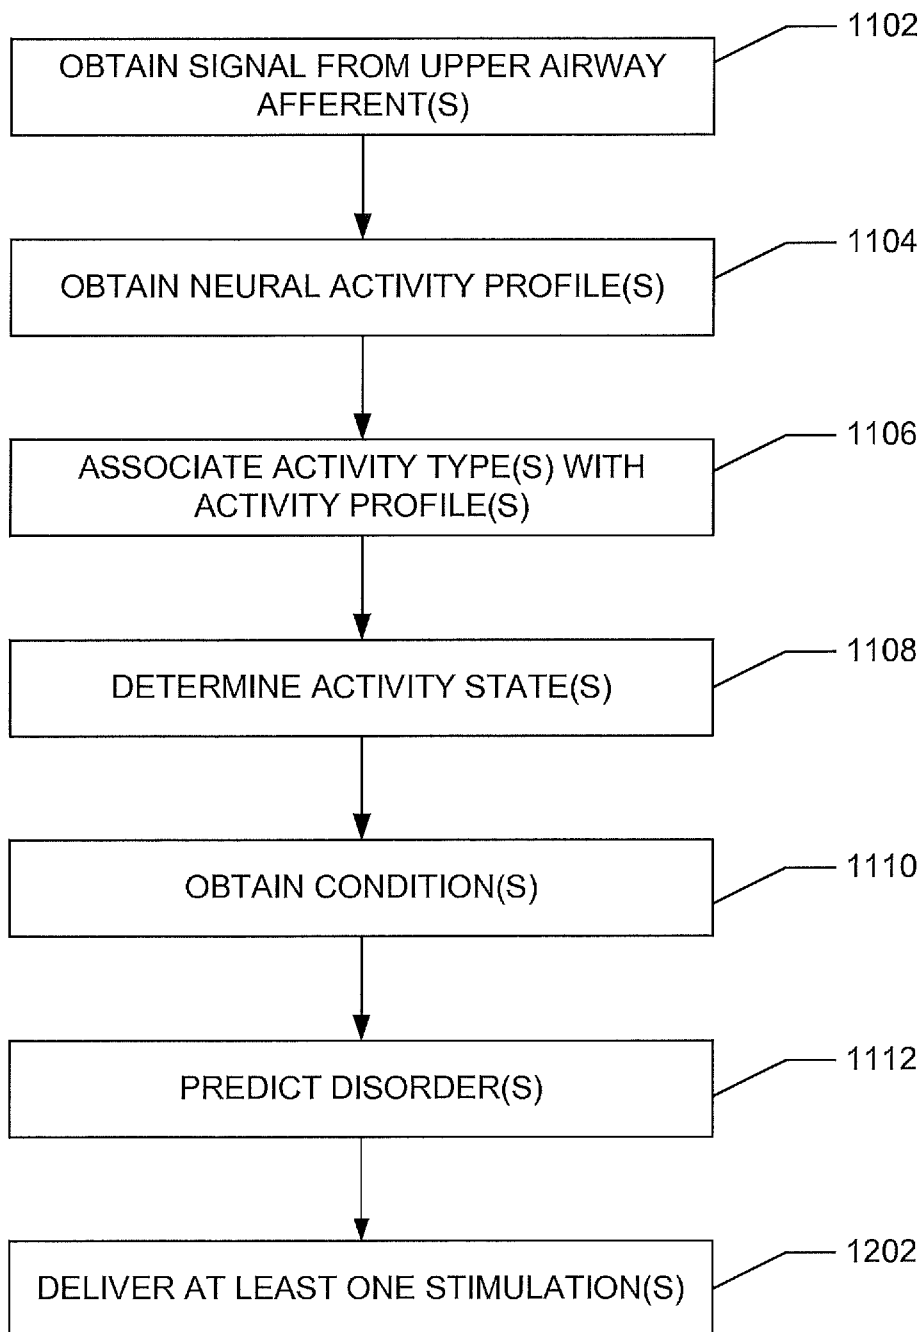 1102
OBTAIN SIGNAL FROM UPPER AIRWAY
AFFERENT(S)
1104
OBTAIN NEURAL ACTIVITY PROFILE(S)
1106
ASSOCIATE ACTIVITY TYPE(S) WITH
ACTIVITY PROFILE(S)
1108
DETERMINE ACTIVITY STATE(S)
1110
OBTAIN CONDITION(S)
1112
PREDICT DISORDER(S)
1202
DELIVER AT LEAST ONE STIMULATION(S)